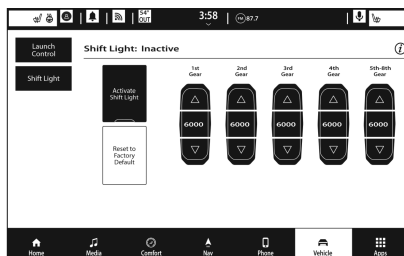 54°
OUT
3:58
FM 87.7
Launch
Control
Shift Light
Shift Light: Inactive
i
Activate
Shift Light
Reset to
Factory
Default
1st
Gear
2nd
Gear
3rd
Gear
4th
Gear
5th-8th
Gear
6000
6000
6000
6000
6000
Home
Media
Comfort
Nav
Phone
Vehicle
Apps